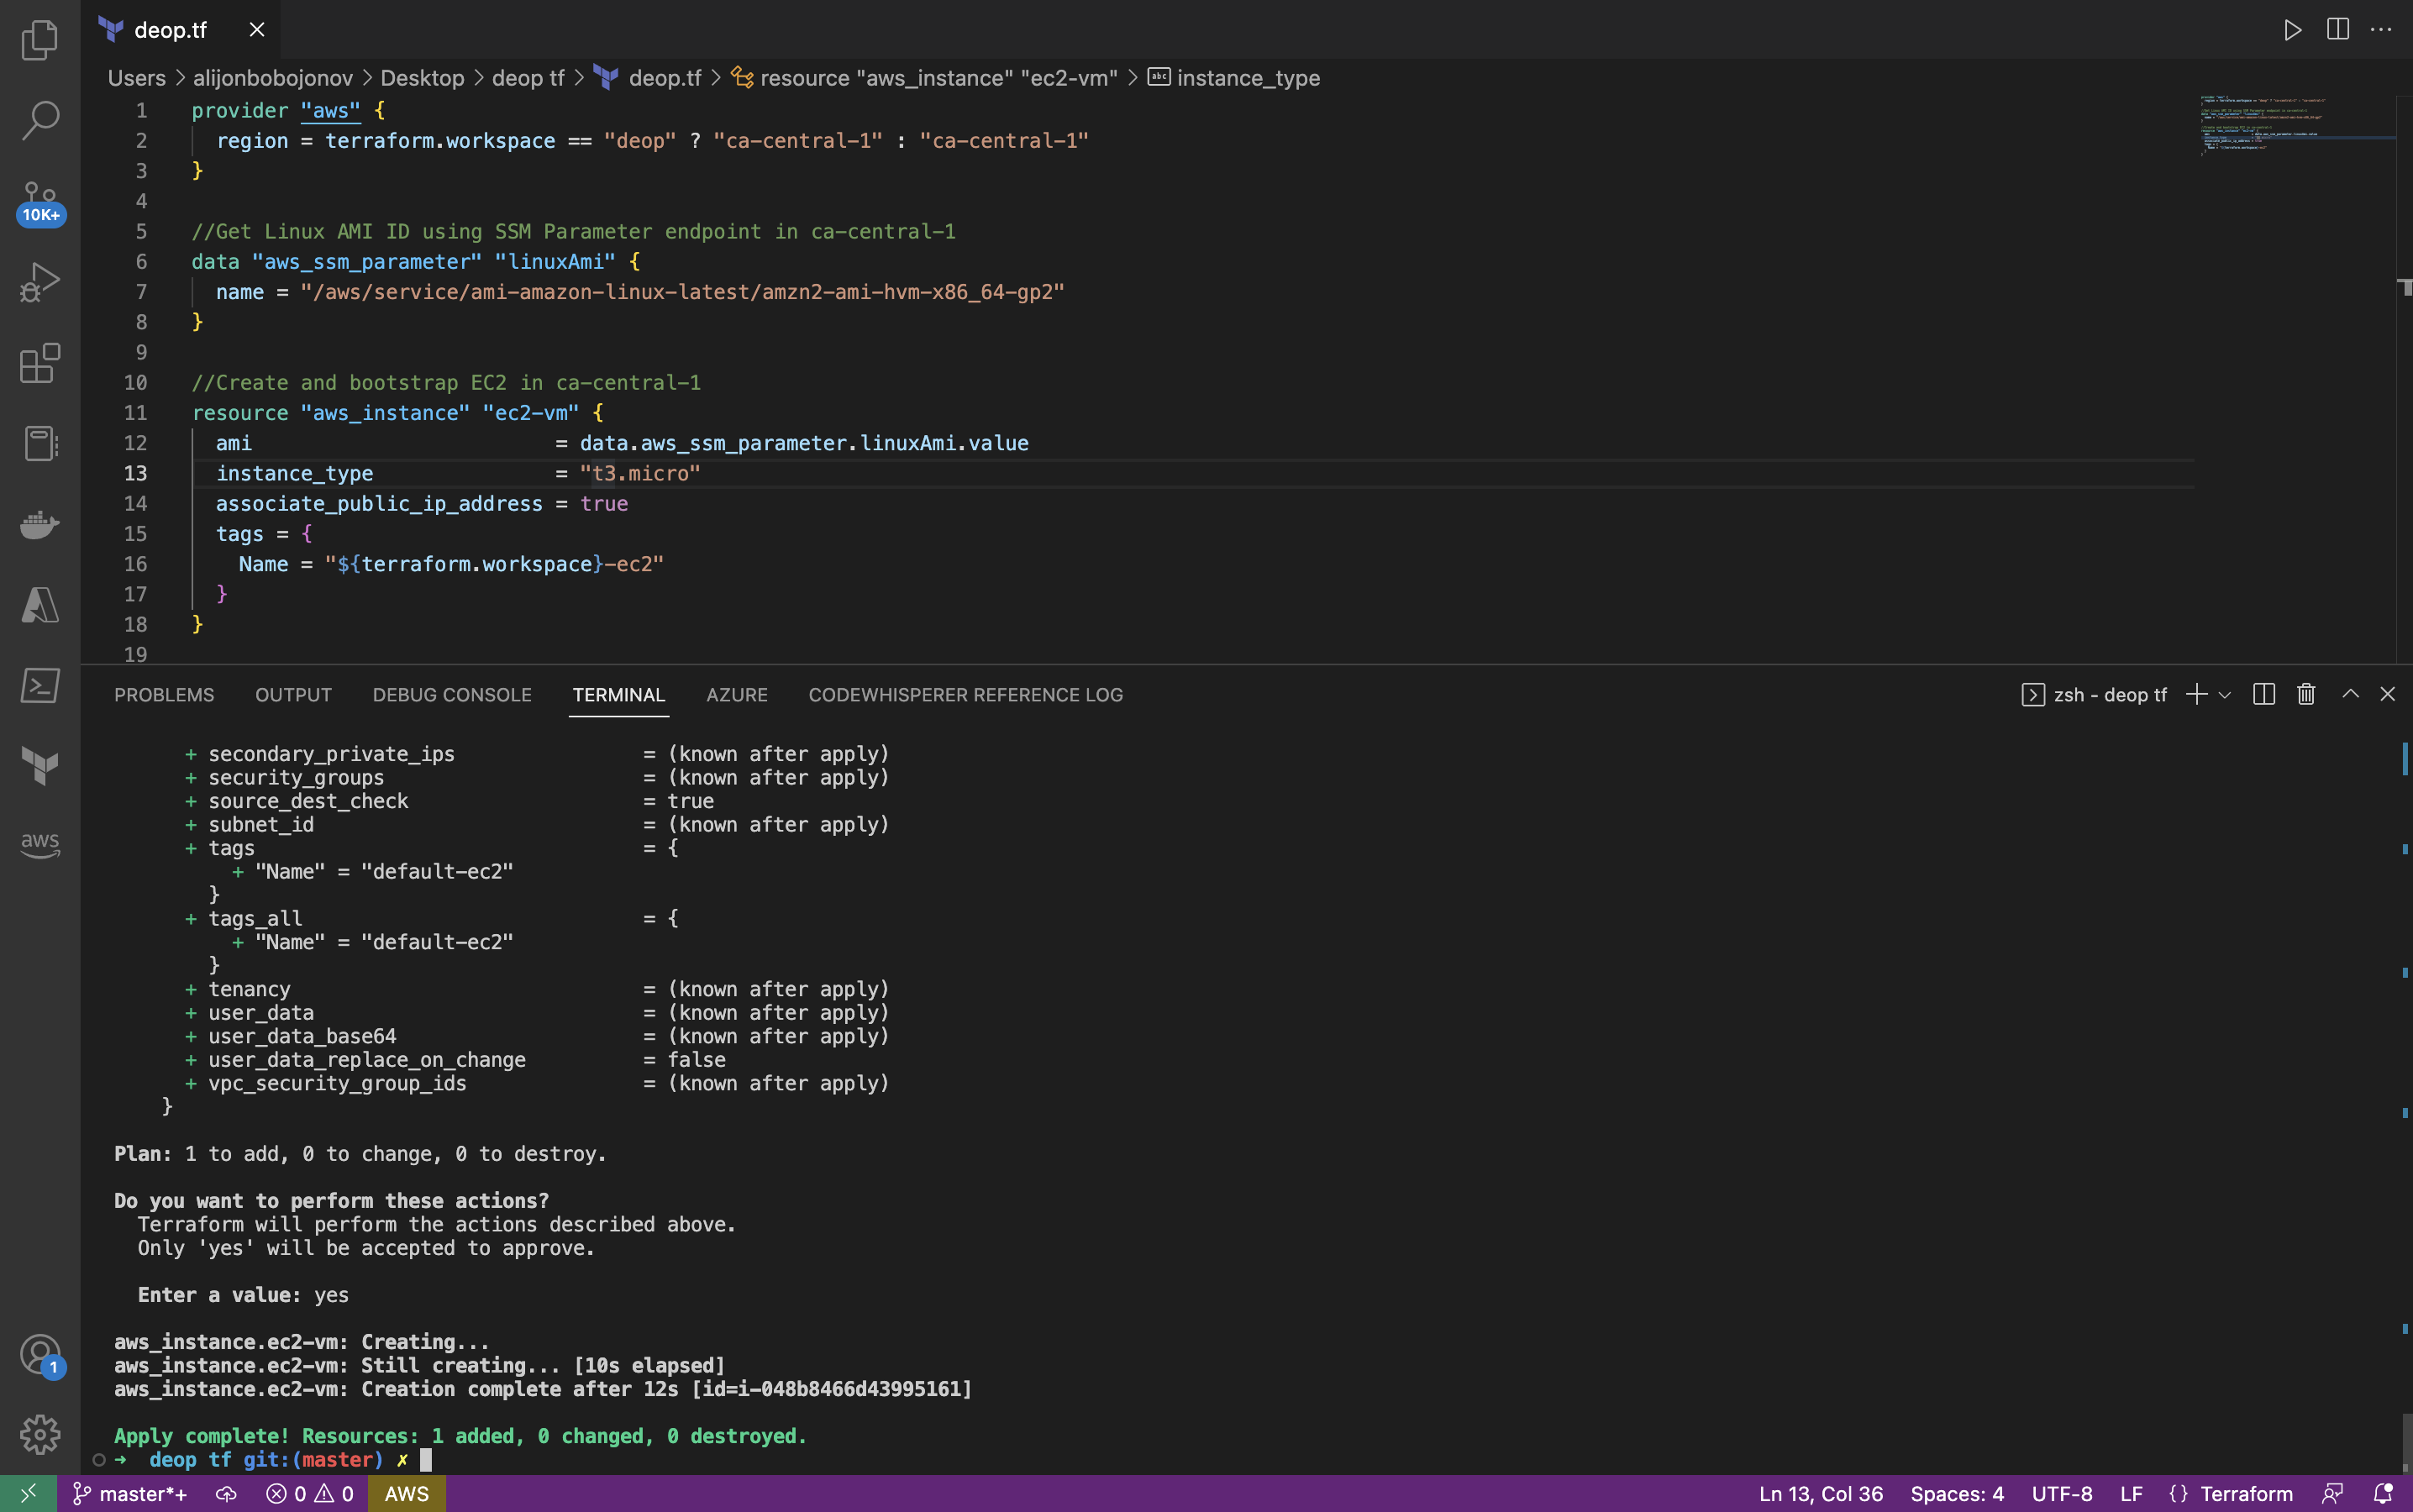 deop.tf
Users > alijonbobojonov > Desktop > deop tf > deop.tf > resource "aws_instance" "ec2-vm" > abc instance_type
10K+
1 provider "aws" {
2 region = terraform.workspace == "deop" ? "ca-central-1" : "ca-central-1"
3 }
4
5 //Get Linux AMI ID using SSM Parameter endpoint in ca-central-1
6 data "aws_ssm_parameter" "linuxAmi" {
7 name = "/aws/service/ami-amazon-linux-latest/amzn2-ami-hvm-x86_64-gp2"
8 }
9
10 //Create and bootstrap EC2 in ca-central-1
11 resource "aws_instance" "ec2-vm" {
12 ami = data.aws_ssm_parameter.linuxAmi.value
13 instance_type = "t3.micro"
14 associate_public_ip_address = true
15 tags = {
16 Name = "${terraform.workspace}-ec2"
17 }
18 }
19
PROBLEMS OUTPUT DEBUG CONSOLE TERMINAL AZURE CODEWHISPERER REFERENCE LOG zsh - deop tf
+ secondary_private_ips = (known after apply)
+ security_groups = (known after apply)
+ source_dest_check = true
+ subnet_id = (known after apply)
+ tags = {
+ "Name" = "default-ec2"
}
+ tags_all = {
+ "Name" = "default-ec2"
}
+ tenancy = (known after apply)
+ user_data = (known after apply)
+ user_data_base64 = (known after apply)
+ user_data_replace_on_change = false
+ vpc_security_group_ids = (known after apply)
}
Plan: 1 to add, 0 to change, 0 to destroy.
Do you want to perform these actions?
Terraform will perform the actions described above.
Only 'yes' will be accepted to approve.
Enter a value: yes
aws_instance.ec2-vm: Creating...
aws_instance.ec2-vm: Still creating... [10s elapsed]
aws_instance.ec2-vm: Creation complete after 12s [id=i-048b8466d43995161]
Apply complete! Resources: 1 added, 0 changed, 0 destroyed.
➜ deop tf git:(master) ✗
aws
1
master*+ 0 0 AWS Ln 13, Col 36 Spaces: 4 UTF-8 LF {} Terraform